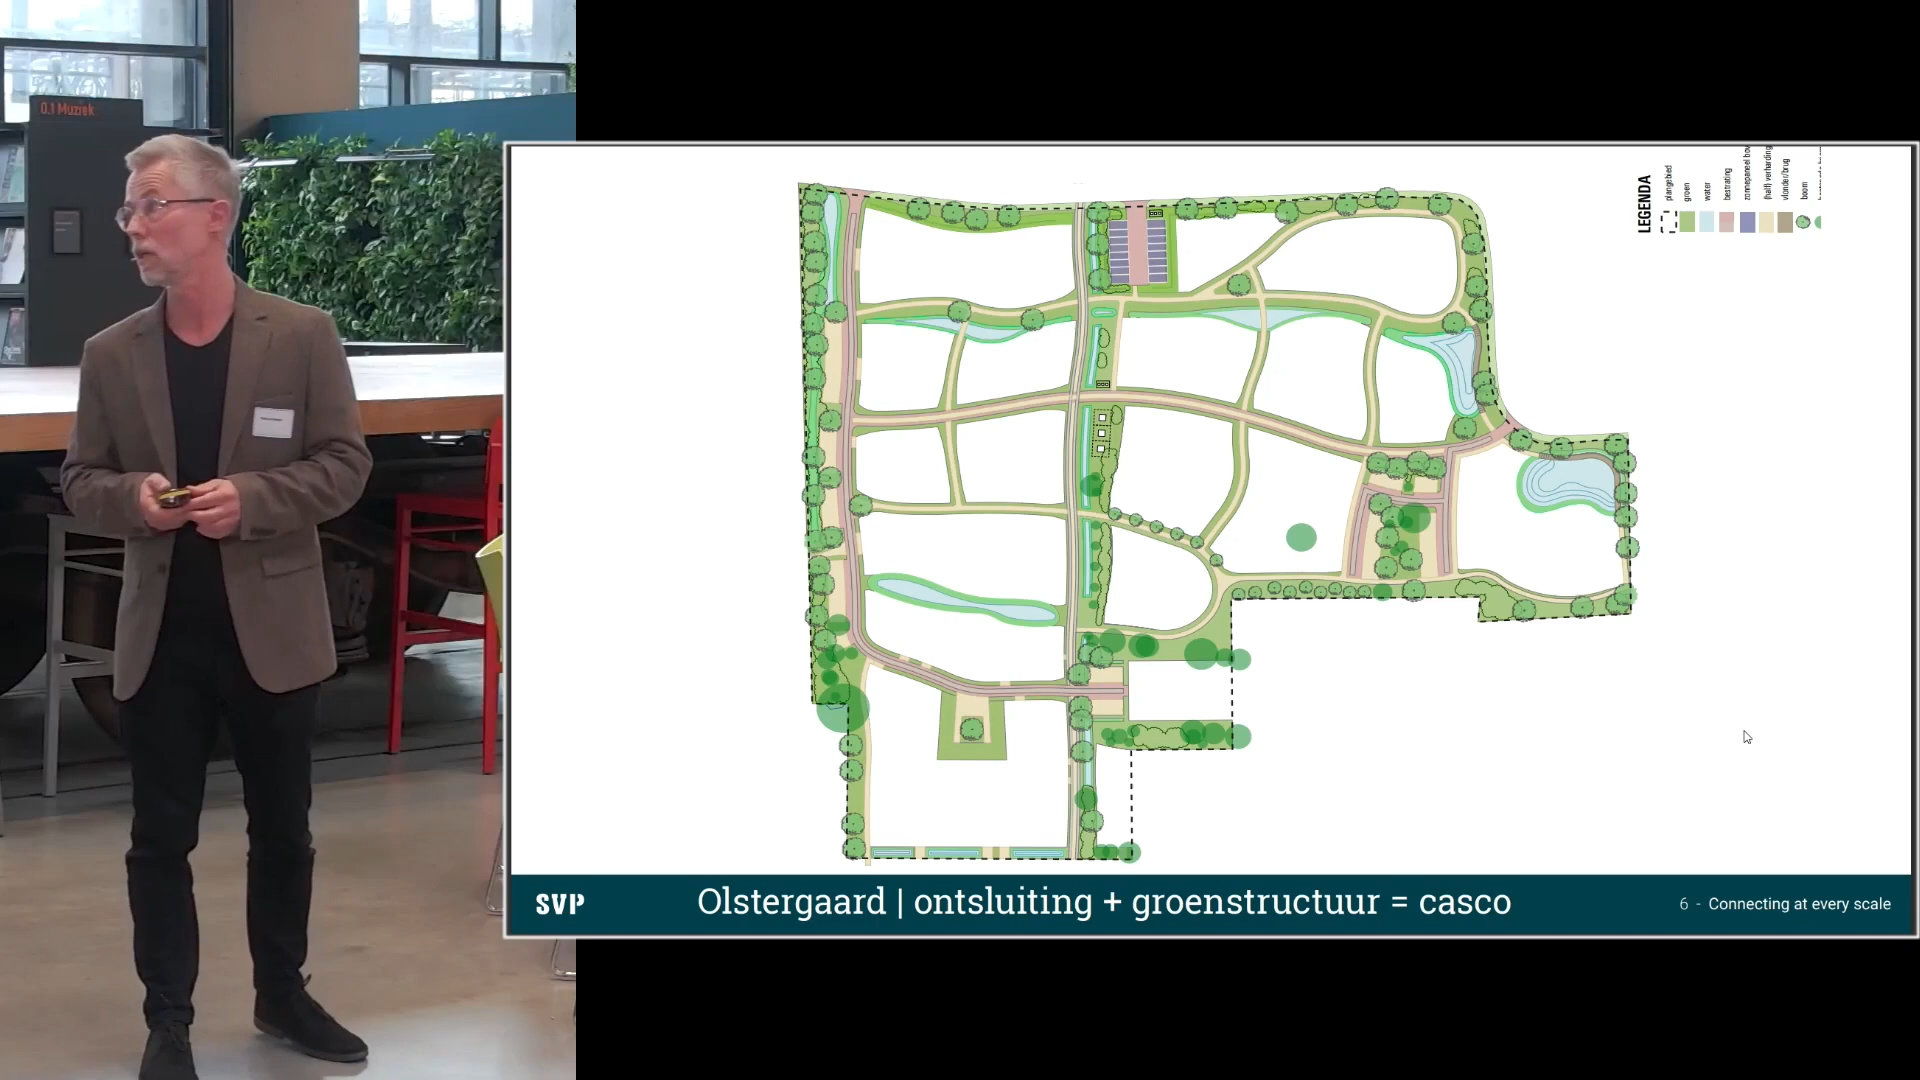 0.1 Muziek
LEGENDA
plangebied
groen
water
bestrating
zonnepaneel bov
(half) verharding
vlonder/brug
boom
SVP
Olstergaard | ontsluiting + groenstructuur = casco
6 - Connecting at every scale